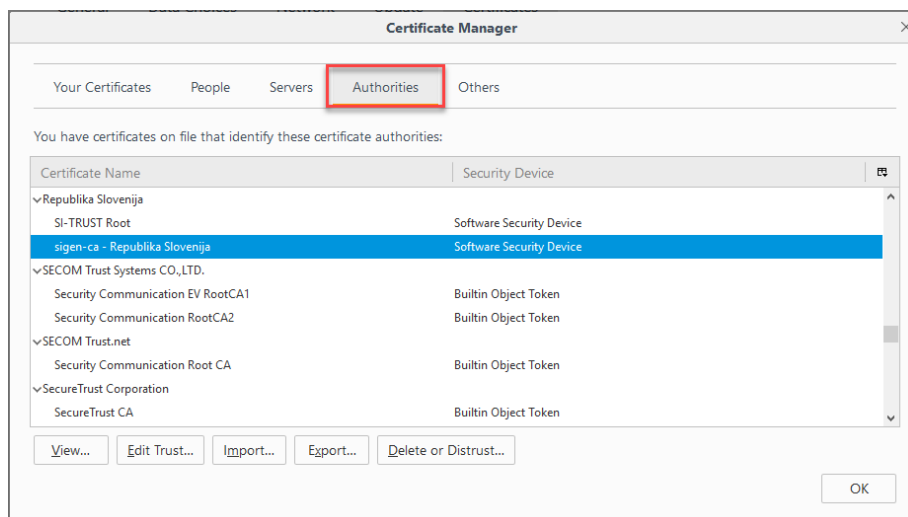 Certificate Manager
Your Certificates People Servers Authorities Others
You have certificates on file that identify these certificate authorities:
Certificate Name Security Device
Republika Slovenija
SI-TRUST Root Software Security Device
sigen-ca - Republika Slovenija Software Security Device
SECOM Trust Systems CO.,LTD.
Security Communication EV RootCA1 Builtin Object Token
Security Communication RootCA2 Builtin Object Token
SECOM Trust.net
Security Communication Root CA Builtin Object Token
SecureTrust Corporation
SecureTrust CA Builtin Object Token
View... Edit Trust... Import... Export... Delete or Distrust...
OK